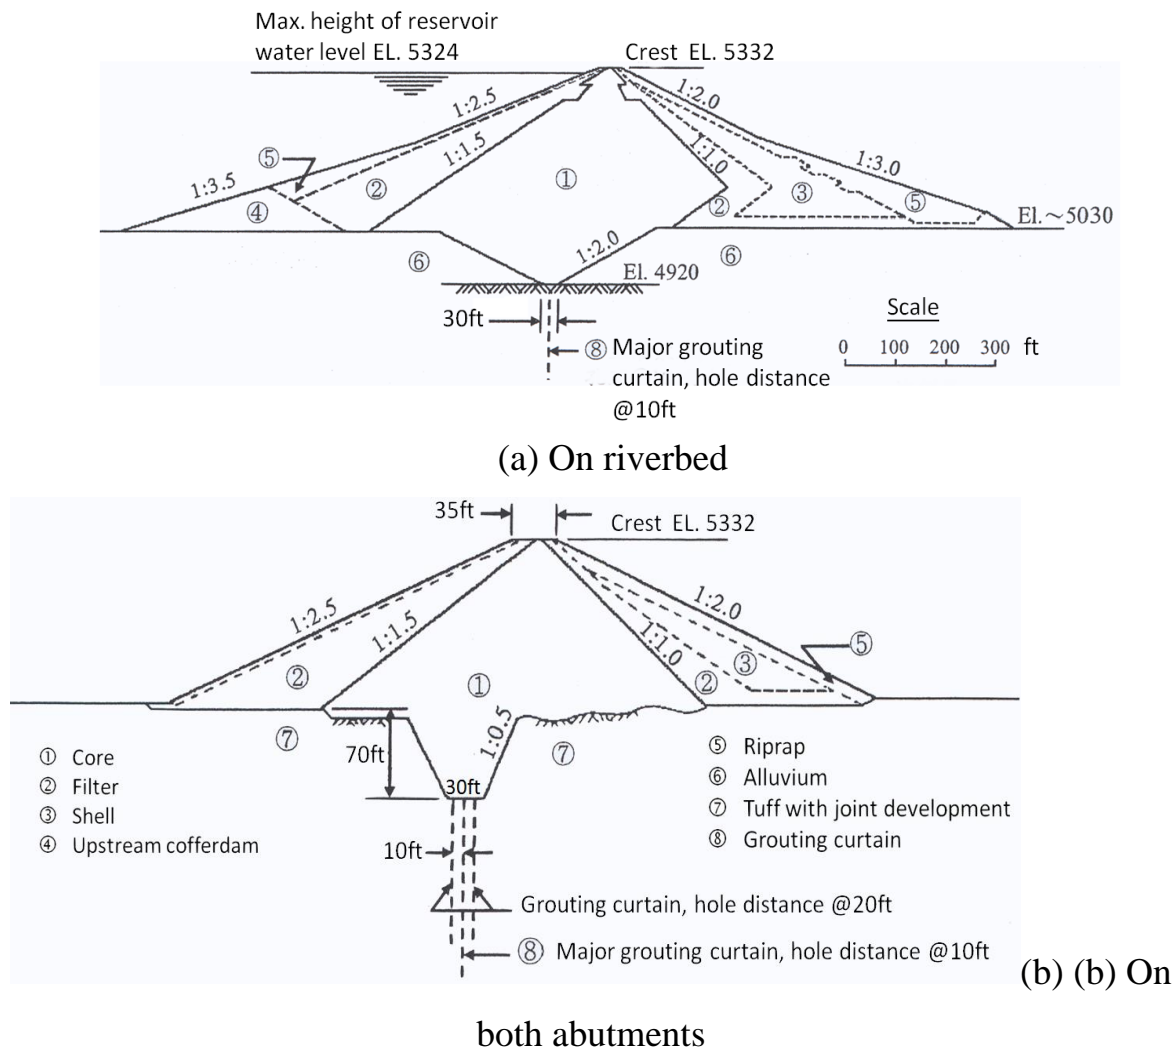 Max. height of reservoir
water level EL. 5324
Crest EL. 5332
1:2.5
1:2.0
1:1.5
1:1.0
1:3.0
1:3.5
⑤
②
①
③
②
⑤
④
El.~5030
1:2.0
⑥
⑥
El. 4920
30ft
Scale
0 100 200 300 ft
⑧ Major grouting
curtain, hole distance
@10ft
(a) On riverbed
35ft
Crest EL. 5332
1:2.5
1:1.5
1:2.0
1:1.0
⑤
③
②
①
②
1:0.5
⑦
70ft
⑦
30ft
① Core
② Filter
③ Shell
④ Upstream cofferdam
⑤ Riprap
⑥ Alluvium
⑦ Tuff with joint development
⑧ Grouting curtain
10ft
Grouting curtain, hole distance @20ft
⑧ Major grouting curtain, hole distance @10ft
(b) (b) On
both abutments